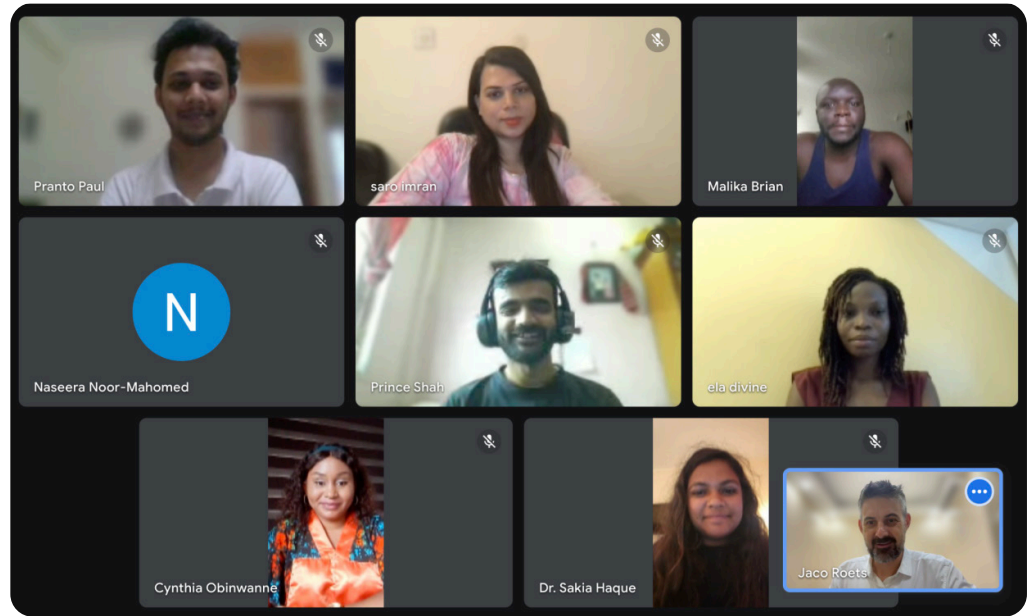 Pranto Paul
saro imran
Malika Brian
N
Naseera Noor-Mahomed
Prince Shah
ela divine
Cynthia Obinwanne
Dr. Sakia Haque
Jaco Roets